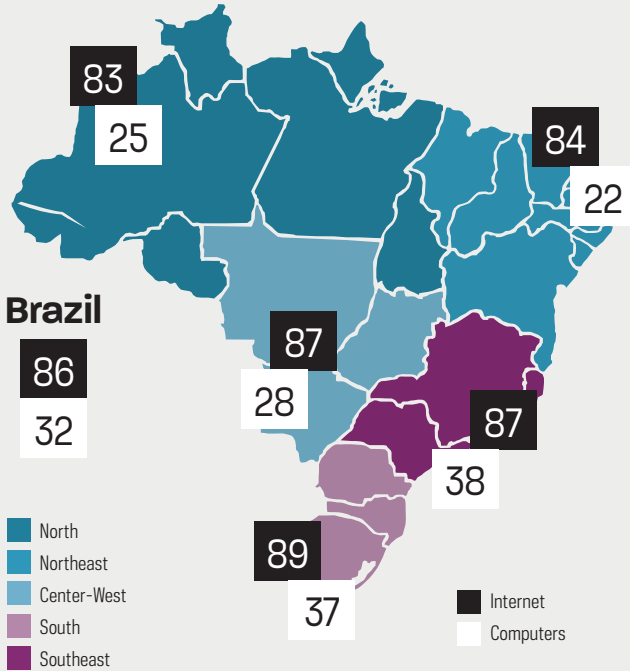 83
25
84
22
Brazil
86
32
87
28
87
38
89
37
North
Northeast
Center-West
South
Southeast
Internet
Computers